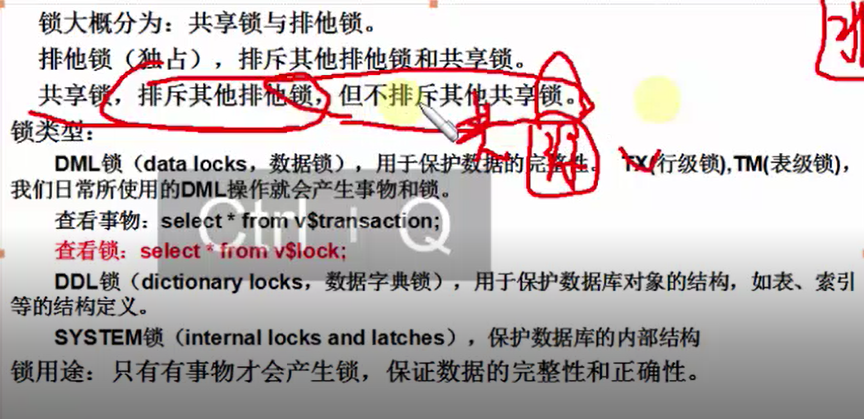 锁大概分为：共享锁与排他锁。
排他锁（独占），排斥其他排他锁和共享锁。
共享锁，排斥其他排他锁，但不排斥其他共享锁。
锁类型：
DML锁（data locks，数据锁），用于保护数据的完整性。 TX(行级锁),TM(表级锁)，
我们日常所使用的DML操作就会产生事物和锁。
查看事物：select * from v$transaction;
查看锁：select * from v$lock;
Ctrl + Q
DDL锁（dictionary locks，数据字典锁），用于保护数据库对象的结构，如表、索引
等的结构定义。
SYSTEM锁（internal locks and latches），保护数据库的内部结构
锁用途：只有有事物才会产生锁，保证数据的完整性和正确性。